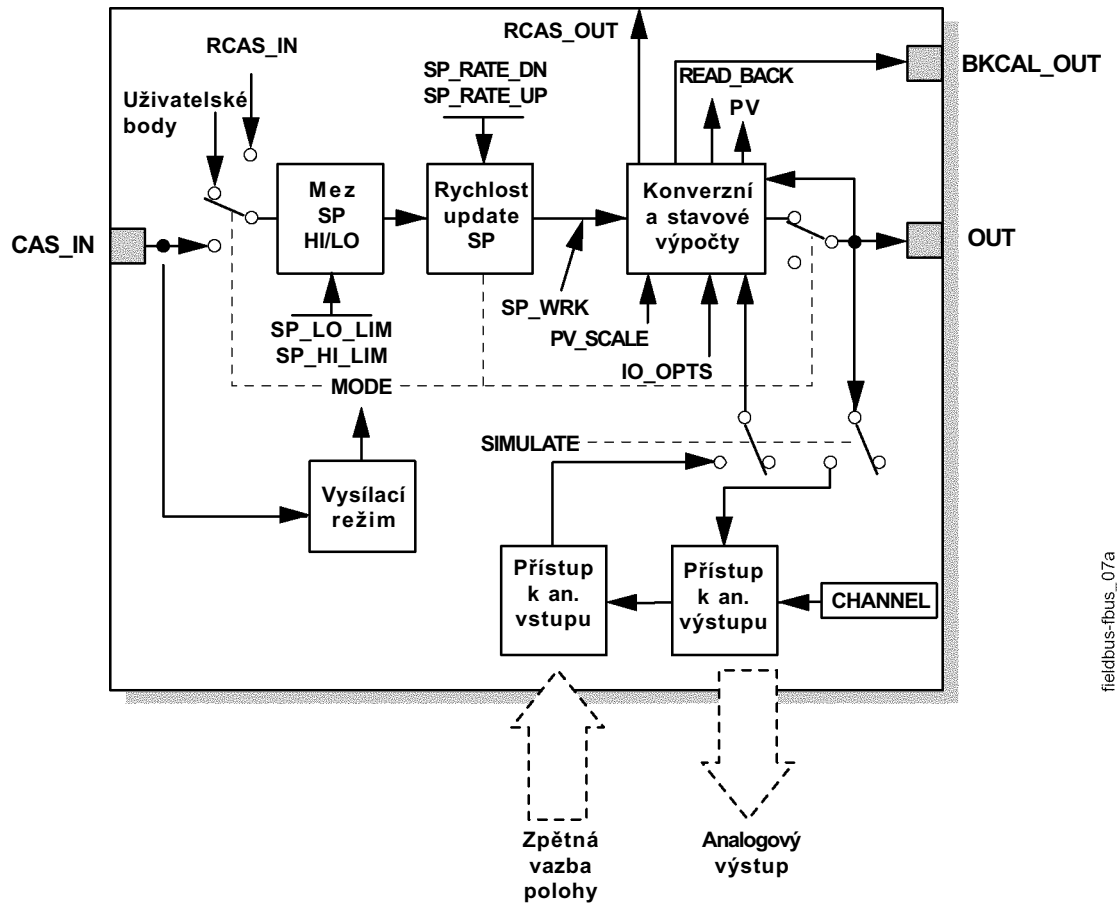 RCAS_IN
RCAS_OUT
SP_RATE_DN
SP_RATE_UP
READ_BACK
PV
BKCAL_OUT
Uživatelské
body
Mez
SP
HI/LO
Rychlost
update
SP
Konverzní
a stavové
výpočty
CAS_IN
OUT
SP_WRK
SP_LO_LIM
SP_HI_LIM
PV_SCALE
IO_OPTS
MODE
SIMULATE
Vysílací
režim
Přístup
k an.
vstupu
Přístup
k an.
výstupu
CHANNEL
Zpětná
vazba
polohy
Analogový
výstup
fieldbus-fbus_07a